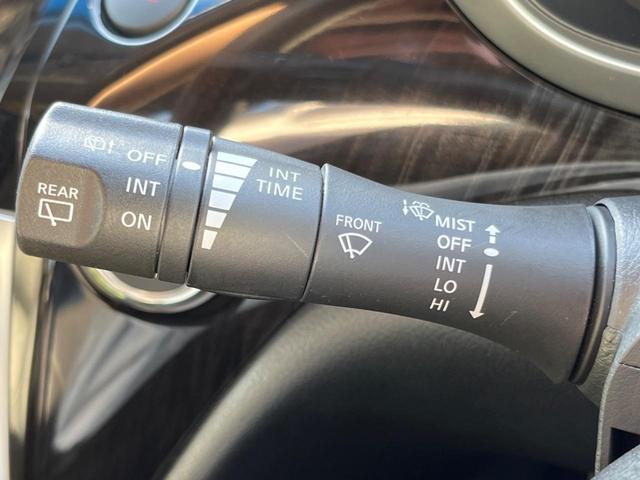 REAR
OFF
INT
ON
INT
TIME
FRONT
MIST
OFF
INT
LO
HI